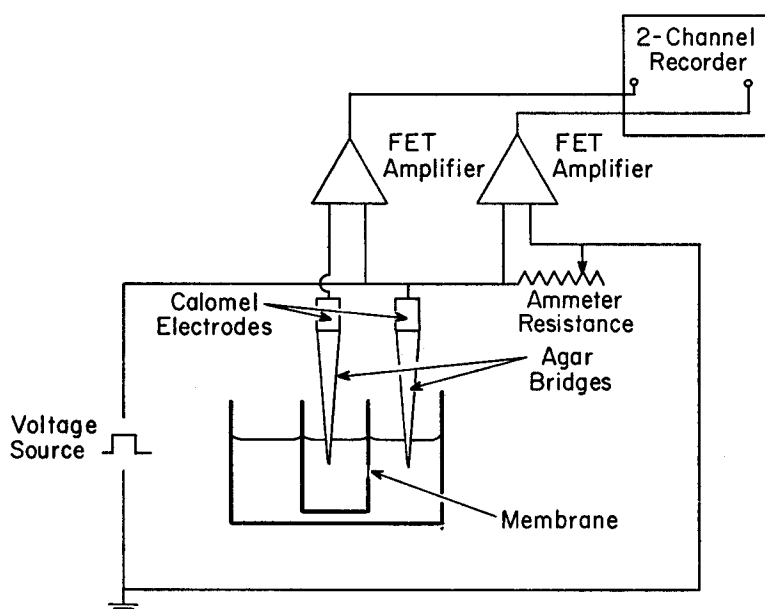 2-Channel
Recorder
FET
Amplifier
FET
Amplifier
Calomel
Electrodes
Ammeter
Resistance
Agar
Bridges
Voltage
Source
Membrane